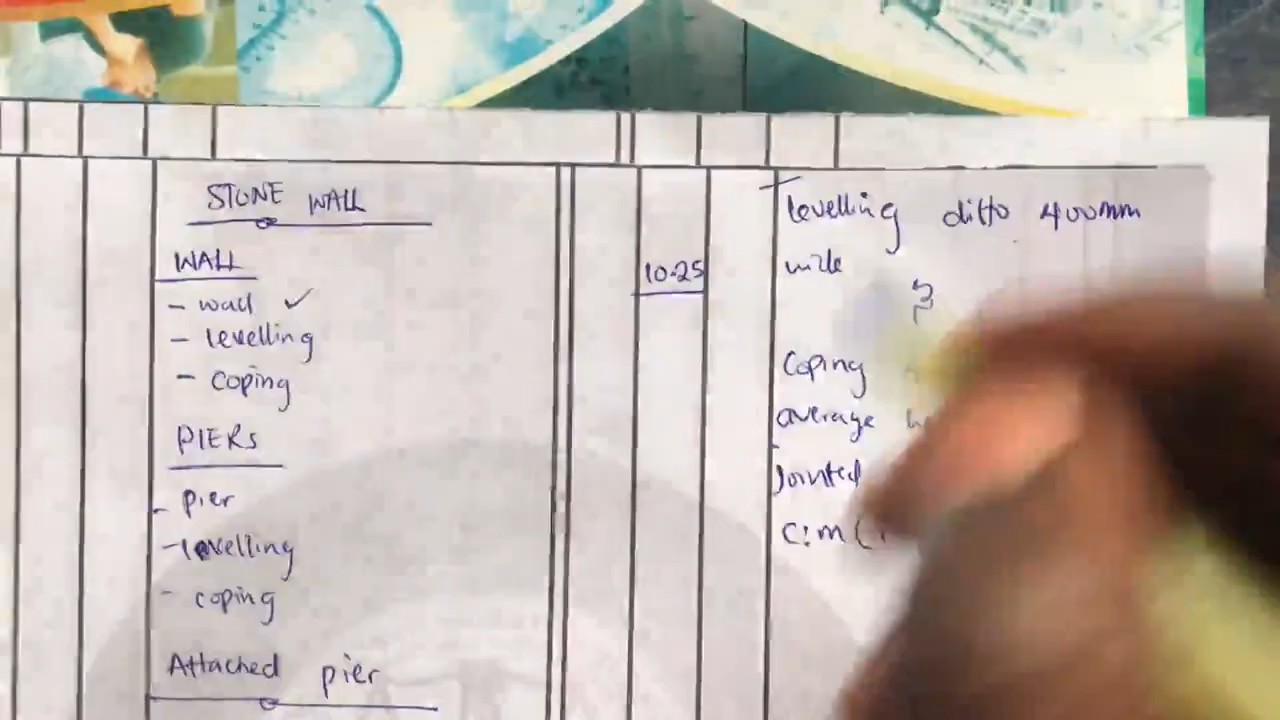 STONE WALL
WALL
- wall ✓
- levelling
- coping
PIERS
- pier
- levelling
- coping
Attached pier
10.25
Levelling ditto 400mm
wide
Coping
average
Jointed
C:m (